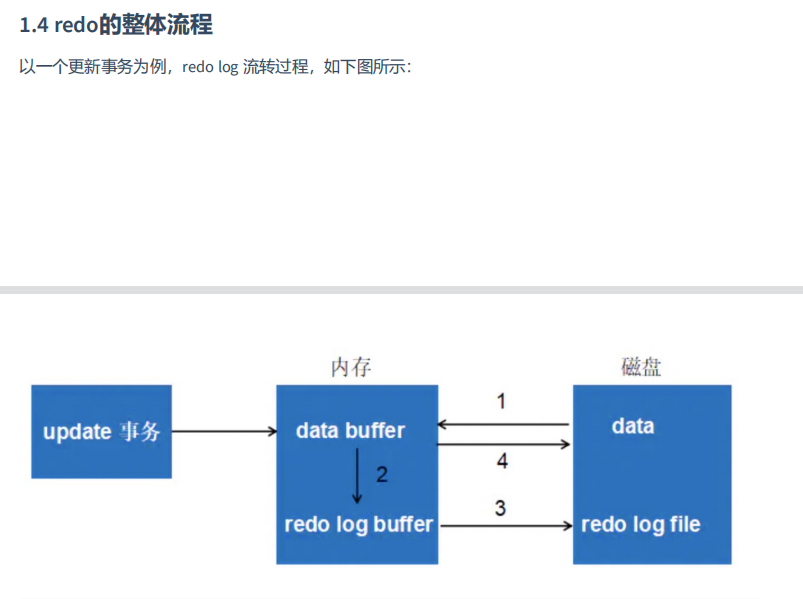 1.4 redo的整体流程
以一个更新事务为例，redo log 流转过程，如下图所示：
内存
磁盘
update 事务
data buffer
1
data
4
2
redo log buffer
3
redo log file